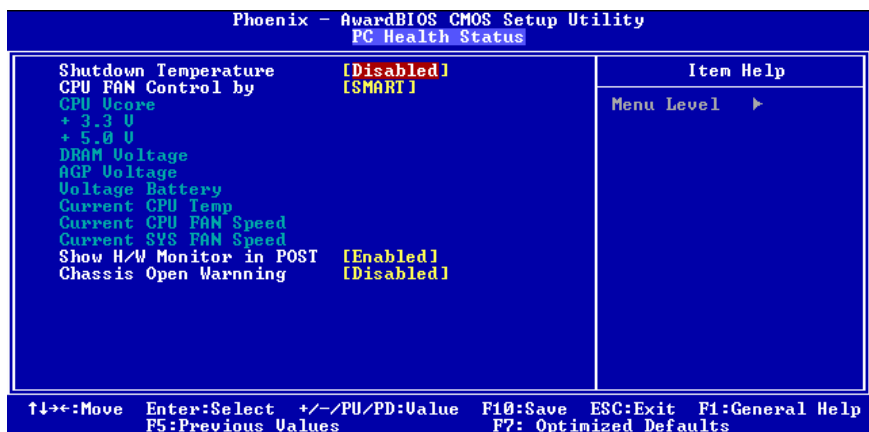 Phoenix - AwardBIOS CMOS Setup Utility
PC Health Status
Shutdown Temperature [Disabled]
CPU FAN Control by [SMART]
CPU Vcore
+ 3.3 V
+ 5.0 V
DRAM Voltage
AGP Voltage
Voltage Battery
Current CPU Temp
Current CPU FAN Speed
Current SYS FAN Speed
Show H/W Monitor in POST [Enabled]
Chassis Open Warnning [Disabled]
Item Help
Menu Level ►
↑↓→←:Move Enter:Select +/-/PU/PD:Value F10:Save ESC:Exit F1:General Help
F5:Previous Values F7: Optimized Defaults